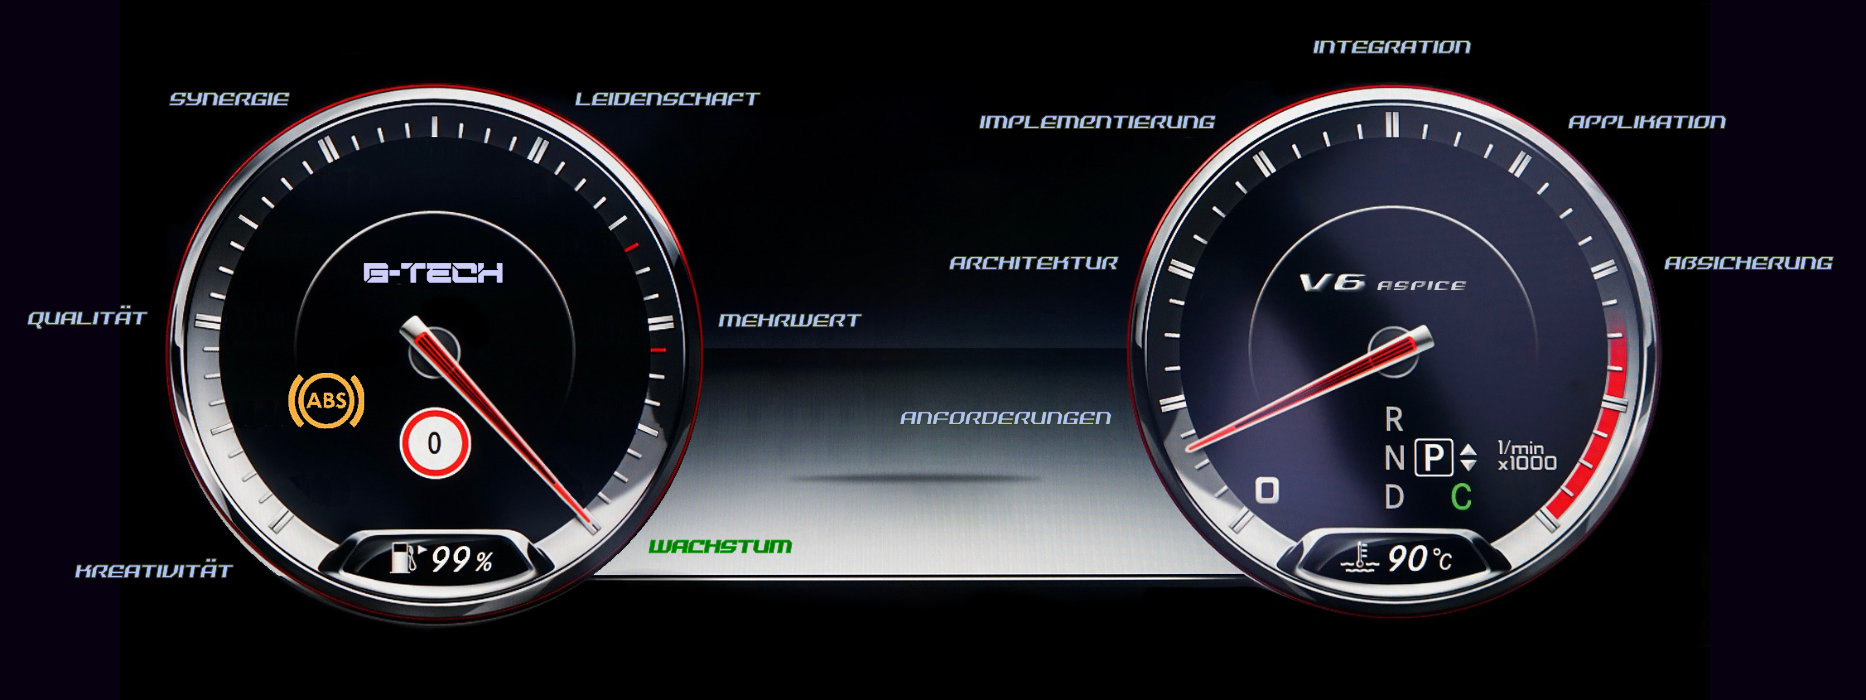 SYNERGIE
LEIDENSCHAFT
QUALITÄT
MEHRWERT
KREATIVITÄT
WACHSTUM
G-TECH
ABS
0
99 %
INTEGRATION
IMPLEMENTIERUNG
APPLIKATION
ARCHITEKTUR
ABSICHERUNG
ANFORDERUNGEN
V6 ASPICE
R
N P
D C
1/min
x1000
0
90 °C